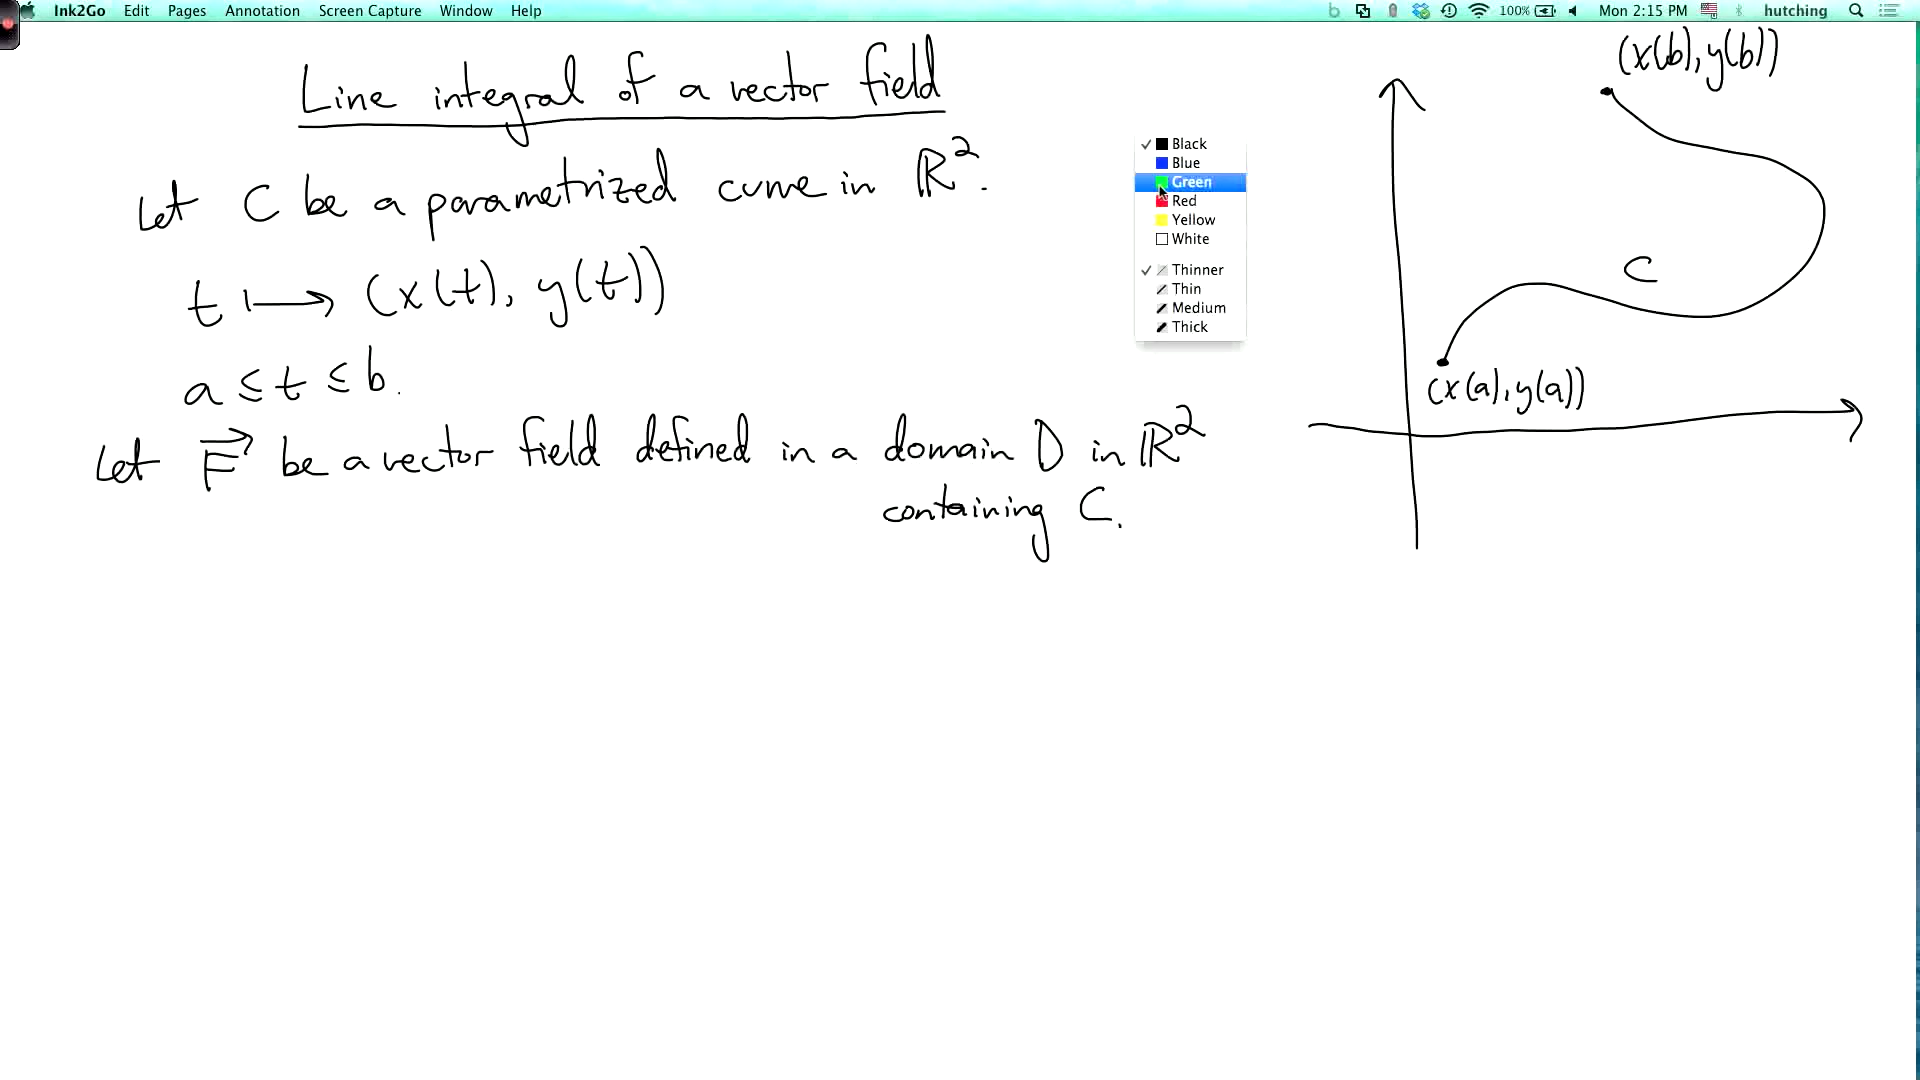 Ink2Go Edit Pages Annotation Screen Capture Window Help 100% Mon 2:15 PM hutching
Line integral of a vector field
Let C be a parametrized curve in ℝ².
t ⟼ (x(t), y(t))
a ≤ t ≤ b.
Let F⃗ be a vector field defined in a domain D in ℝ²
containing C.
✓ Black
Blue
Green
Red
Yellow
White
✓ Thinner
Thin
Medium
Thick
(x(b), y(b))
C
(x(a), y(a))